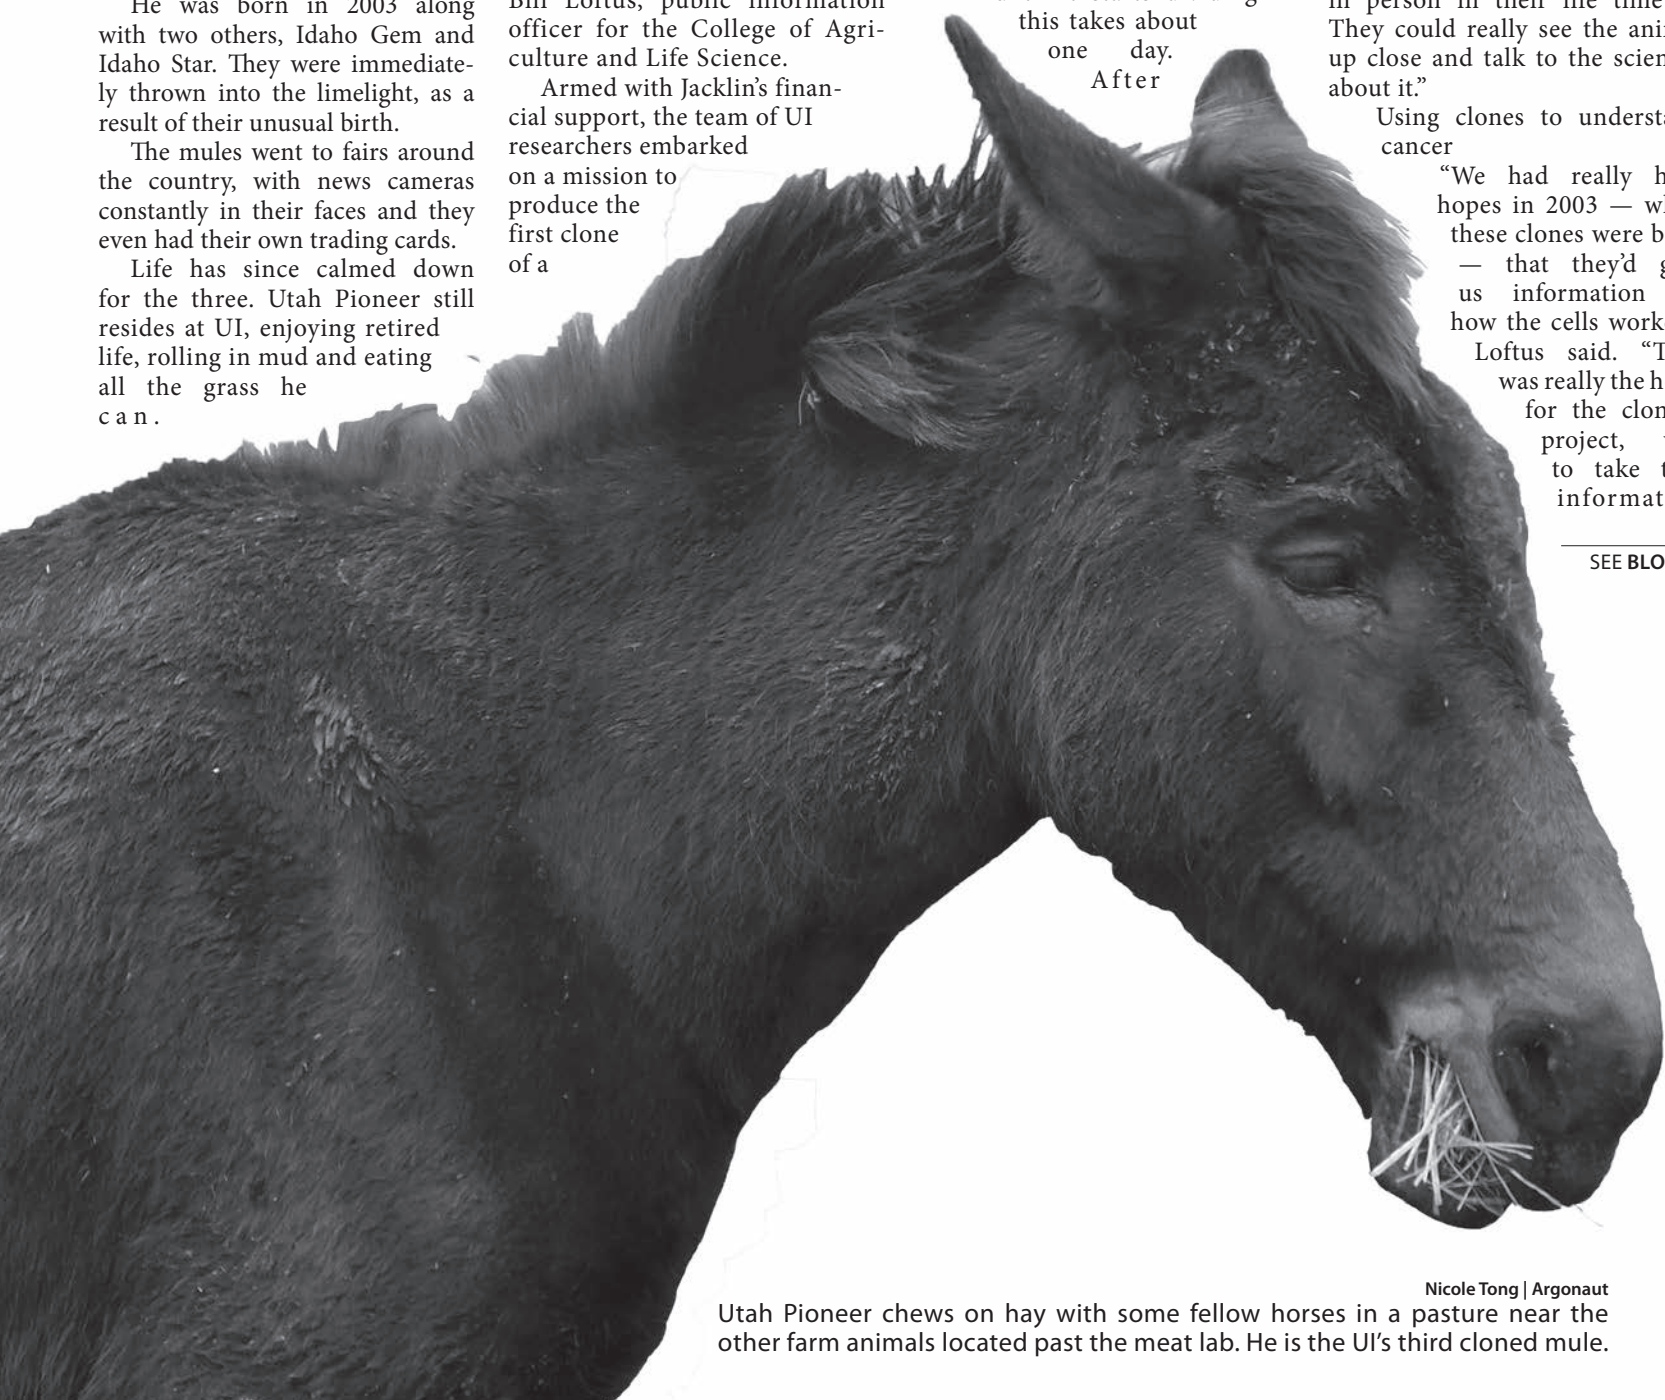 He was born in 2003 along
with two others, Idaho Gem and
Idaho Star. They were immediate-
ly thrown into the limelight, as a
result of their unusual birth.
The mules went to fairs around
the country, with news cameras
constantly in their faces and they
even had their own trading cards.
Life has since calmed down
for the three. Utah Pioneer still
resides at UI, enjoying retired
life, rolling in mud and eating
all the grass he
can.
Bill Loftus, public information
officer for the College of Agri-
culture and Life Science.
Armed with Jacklin's finan-
cial support, the team of UI
researchers embarked
on a mission to
produce the
first clone
of a
this takes about
one day.
After
in person in their life
They could really see the
up close and talk to the
about it.”
Using clones to
cancer
“We had really
hopes in 2003 —
these clones were
— that they’d
us information
how the cells
Loftus said.
was really the
for the
project,
to take
SEE
Nicole Tong | Argonaut
Utah Pioneer chews on hay with some fellow horses in a pasture near the
other farm animals located past the meat lab. He is the UI’s third cloned mule.